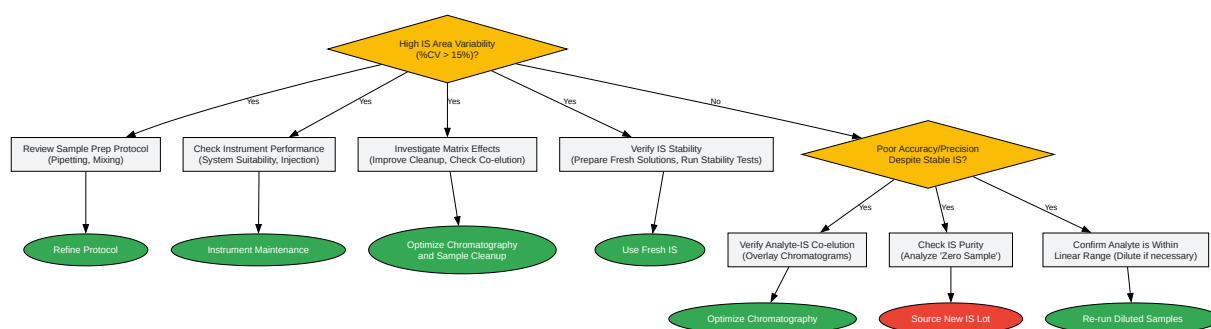 High IS Area Variability
(%CV > 15%)?
Yes
Yes
Yes
Yes
No
Review Sample Prep Protocol
(Pipetting, Mixing)
Check Instrument Performance
(System Suitability, Injection)
Investigate Matrix Effects
(Improve Cleanup, Check Co-elution)
Verify IS Stability
(Prepare Fresh Solutions, Run Stability Tests)
Poor Accuracy/Precision
Despite Stable IS?
Yes
Yes
Yes
Refine Protocol
Instrument Maintenance
Optimize Chromatography
and Sample Cleanup
Use Fresh IS
Verify Analyte-IS Co-elution
(Overlay Chromatograms)
Check IS Purity
(Analyze 'Zero Sample')
Confirm Analyte is Within
Linear Range (Dilute if necessary)
Optimize Chromatography
Source New IS Lot
Re-run Diluted Samples